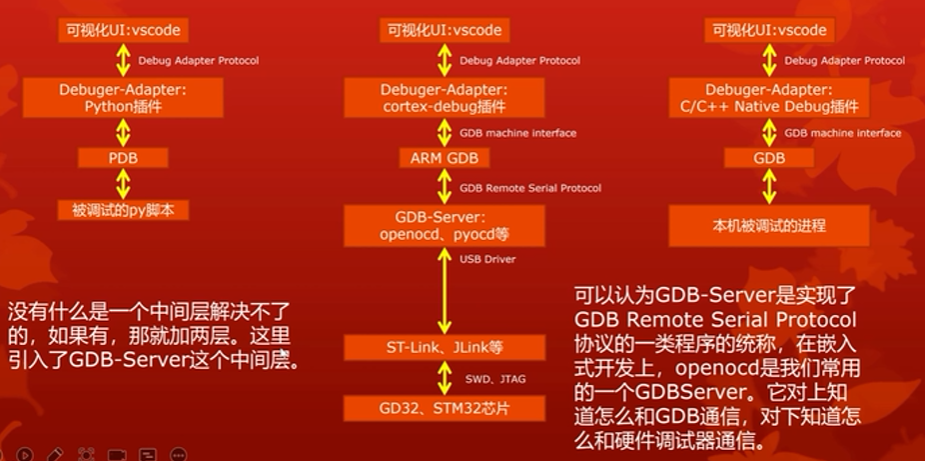 可视化UI:vscode
Debug Adapter Protocol
Debuger-Adapter:
Python插件
PDB
被调试的py脚本
可视化UI:vscode
Debug Adapter Protocol
Debuger-Adapter:
cortex-debug插件
GDB machine interface
ARM GDB
GDB Remote Serial Protocol
GDB-Server:
openocd、pyocd等
USB Driver
ST-Link、JLink等
SWD、JTAG
GD32、STM32芯片
可视化UI:vscode
Debug Adapter Protocol
Debuger-Adapter:
C/C++ Native Debug插件
GDB machine interface
GDB
本机被调试的进程
没有什么是一个中间层解决不了
的，如果有，那就加两层。这里
引入了GDB-Server这个中间层。
可以认为GDB-Server是实现了
GDB Remote Serial Protocol
协议的一类程序的统称，在嵌入
式开发上，openocd是我们常用
的一个GDBServer。它对上知
道怎么和GDB通信，对下知道怎
么和硬件调试器通信。